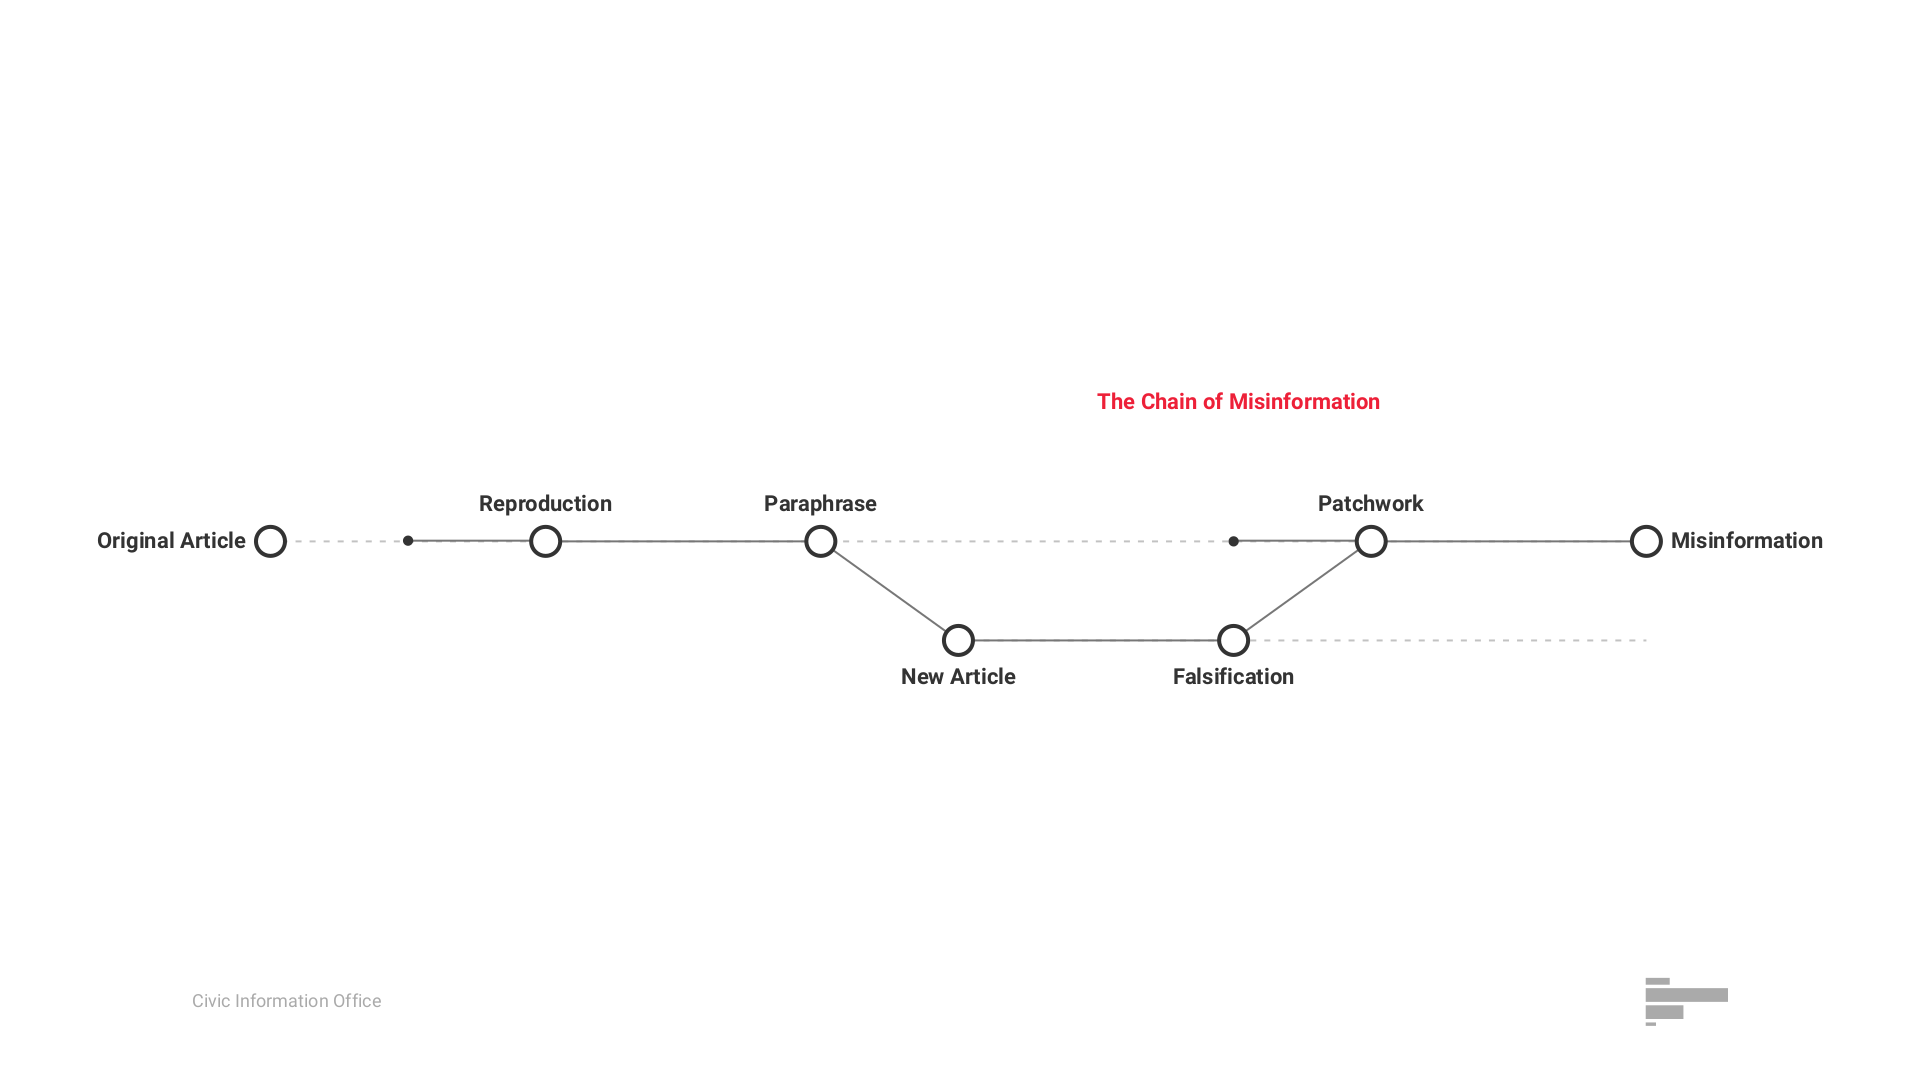 The Chain of Misinformation
Reproduction
Paraphrase
Patchwork
Original Article
Misinformation
New Article
Falsification
Civic Information Office